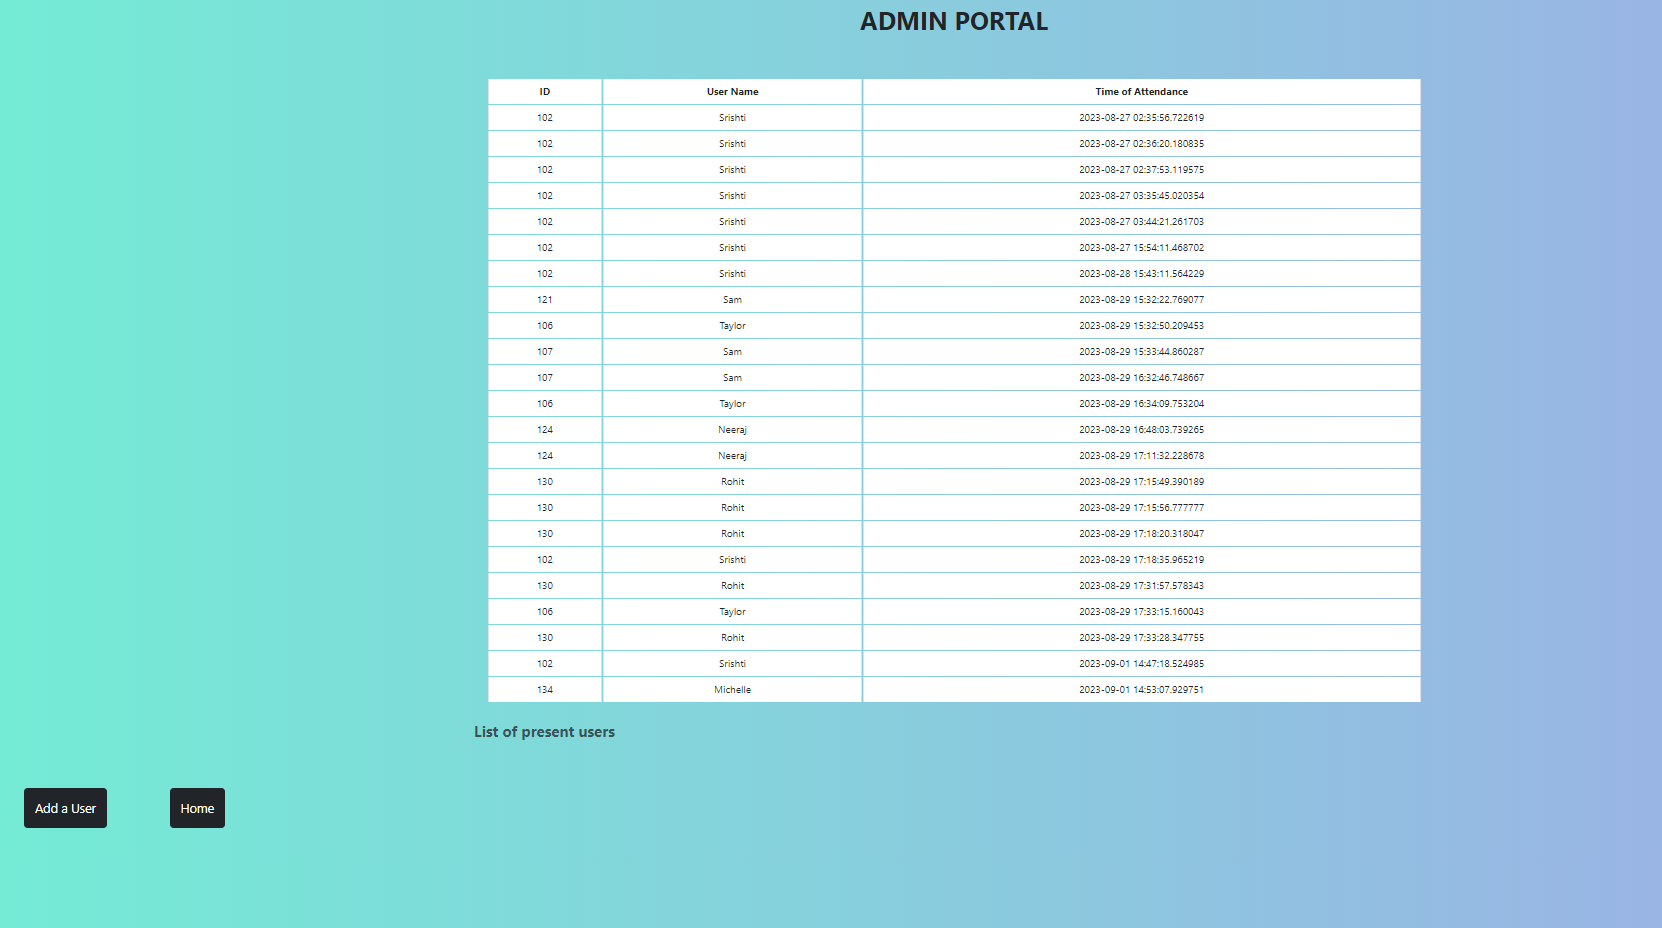 ADMIN PORTAL
ID User Name Time of Attendance
102 Srishti 2023-08-27 02:35:56.722619
102 Srishti 2023-08-27 02:36:20.180835
102 Srishti 2023-08-27 02:37:53.119575
102 Srishti 2023-08-27 03:35:45.020354
102 Srishti 2023-08-27 03:44:21.261703
102 Srishti 2023-08-27 15:54:11.468702
102 Srishti 2023-08-28 15:43:11.564229
121 Sam 2023-08-29 15:32:22.769077
106 Taylor 2023-08-29 15:32:50.209453
107 Sam 2023-08-29 15:33:44.860287
107 Sam 2023-08-29 16:32:46.748667
106 Taylor 2023-08-29 16:34:09.753204
124 Neeraj 2023-08-29 16:48:03.739265
124 Neeraj 2023-08-29 17:11:32.228678
130 Rohit 2023-08-29 17:15:49.390189
130 Rohit 2023-08-29 17:15:56.777777
130 Rohit 2023-08-29 17:18:20.318047
102 Srishti 2023-08-29 17:18:35.965219
130 Rohit 2023-08-29 17:31:57.578343
106 Taylor 2023-08-29 17:33:15.160043
130 Rohit 2023-08-29 17:33:28.347755
102 Srishti 2023-09-01 14:47:18.524985
134 Michelle 2023-09-01 14:53:07.929751
List of present users
Add a User Home